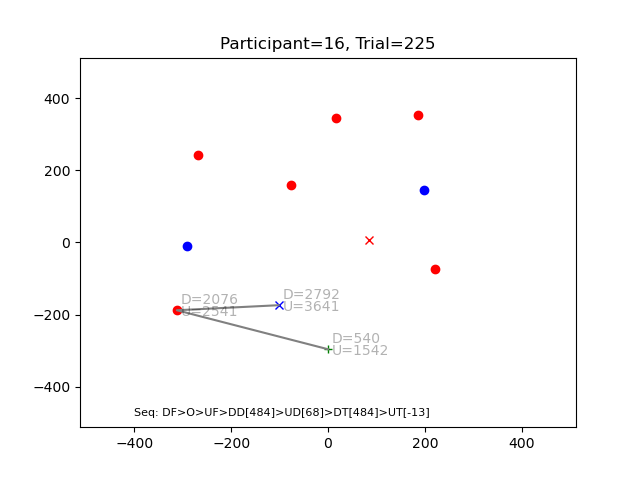 Participant=16, Trial=225
400
200
0
−200
−400
D=2076
U=2541
D=2792
U=3641
D=540
U=1542
Seq: DF>O>UF>DD[484]>UD[68]>DT[484]>UT[-13]
−400
−200
0
200
400